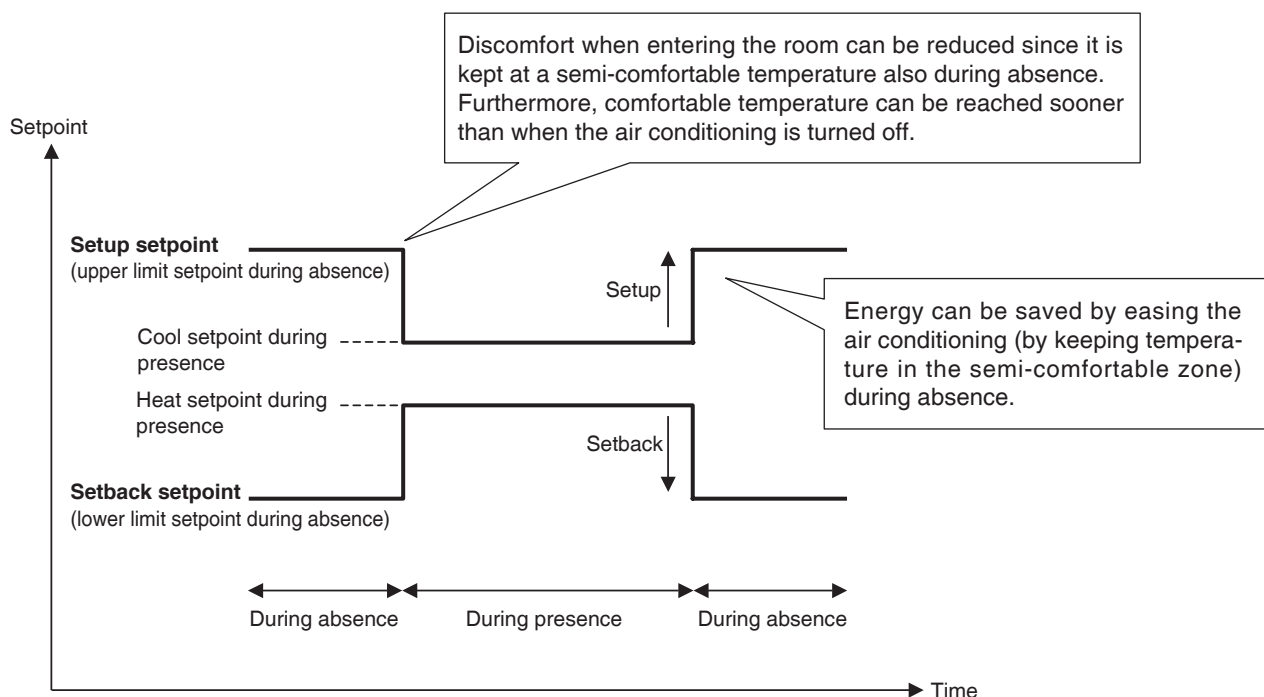 Discomfort when entering the room can be reduced since it is
kept at a semi-comfortable temperature also during absence.
Furthermore, comfortable temperature can be reached sooner
than when the air conditioning is turned off.
Setpoint
Setup setpoint
(upper limit setpoint during absence)
Setup
Energy can be saved by easing the
air conditioning (by keeping tempera-
ture in the semi-comfortable zone)
during absence.
Cool setpoint during
presence
Heat setpoint during
presence
Setback
Setback setpoint
(lower limit setpoint during absence)
During absence
During presence
During absence
Time